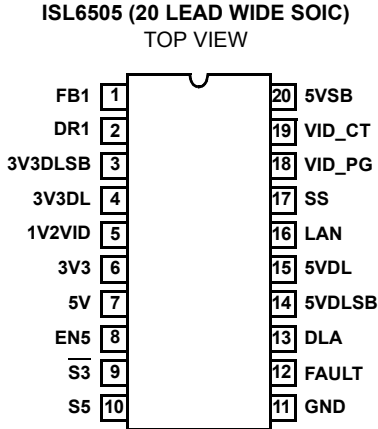 ISL6505 (20 LEAD WIDE SOIC)
TOP VIEW
FB1 1 20 5VSB
DR1 2 19 VID_CT
3V3DLSB 3 18 VID_PG
3V3DL 4 17 SS
1V2VID 5 16 LAN
3V3 6 15 5VDL
5V 7 14 5VDLSB
EN5 8 13 DLA
S3 9 12 FAULT
S5 10 11 GND